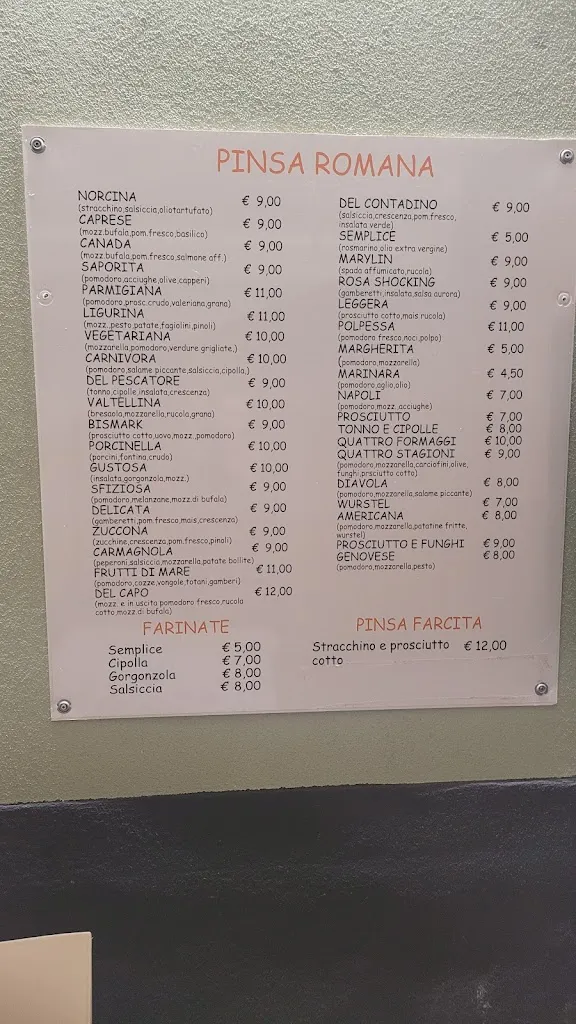 PINSA ROMANA
NORCINA € 9,00
(stracchino,salsiccia,oliotartufato)
CAPRESE € 9,00
(mozz.bufala,pom.fresco,basilico)
CANADA € 9,00
(mozz.bufala,pom.fresco,salmone aff.)
SAPORITA € 9,00
(pomodoro,acciughe,olive,capperi)
PARMIGIANA € 11,00
(pomodoro,prosc.crudo,valeriana,grana)
LIGURINA € 11,00
(mozz.,pesto,patate,fagiolini,pinoli)
VEGETARIANA € 10,00
(mozzarella,pomodoro,verdure grigliate,)
CARNIVORA € 10,00
(pomodoro,salame piccante,salsiccia,cipolla,)
DEL PESCATORE € 9,00
(tonno,cipolle,insalata,crescenza)
VALTELLINA € 10,00
(bresaola,mozzarella,rucola,grana)
BISMARK € 9,00
(prosciutto cotto,uovo,mozz.,pomodoro)
PORCINELLA € 10,00
(porcini,fontina,crudo)
GUSTOSA € 10,00
(insalata,gorgonzola,mozz.)
SFIZIOSA € 9,00
(pomodoro,melanzane,mozz.di bufala)
DELICATA € 9,00
(gamberetti,pom.fresco,mais,crescenza)
ZUCCONA € 9,00
(zucchine,crescenza,pom.fresco,pinoli)
CARMAGNOLA € 9,00
(peperoni,salsiccia,mozzarella,patate bollite)
FRUTTI DI MARE € 11,00
(pomodoro,cozze,vongole,totani,gamberi)
DEL CAPO € 12,00
(mozz. e in uscita pomodoro fresco,rucola
cotto,mozz.di bufala)
DEL CONTADINO € 9,00
(salsiccia,crescenza,pom.fresco,
insalata verde)
SEMPLICE € 5,00
(rosmarino,olio extra vergine)
MARYLIN € 9,00
(spada affumicato,rucola)
ROSA SHOCKING € 9,00
(gamberetti,insalata,salsa aurora)
LEGGERA € 9,00
(prosciutto cotto,mais rucola)
POLPESSA € 11,00
(pomodoro fresco,noci,polpo)
MARGHERITA € 5,00
(pomodoro,mozzarella)
MARINARA € 4,50
(pomodoro,aglio,olio)
NAPOLI € 7,00
(pomodoro,mozz.,acciughe)
PROSCIUTTO € 7,00
TONNO E CIPOLLE € 8,00
QUATTRO FORMAGGI € 10,00
QUATTRO STAGIONI € 9,00
(pomodoro,mozzarella,carciofini,olive,
funghi,prsciutto cotto)
DIAVOLA € 8,00
(pomodoro,mozzarella,salame piccante)
WURSTEL € 7,00
AMERICANA € 8,00
(pomodoro,mozzarella,patatine fritte,
wurstel)
PROSCIUTTO E FUNGHI € 9,00
GENOVESE € 8,00
(pomodoro,mozzarella,pesto)
FARINATE
Semplice € 5,00
Cipolla € 7,00
Gorgonzola € 8,00
Salsiccia € 8,00
PINSA FARCITA
Stracchino e prosciutto € 12,00
cotto